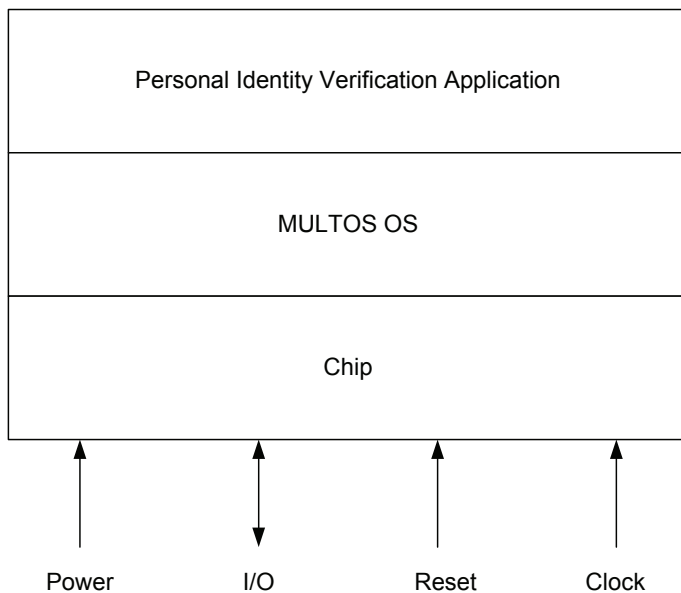 Personal Identity Verification Application
MULTOS OS
Chip
Power
I/O
Reset
Clock